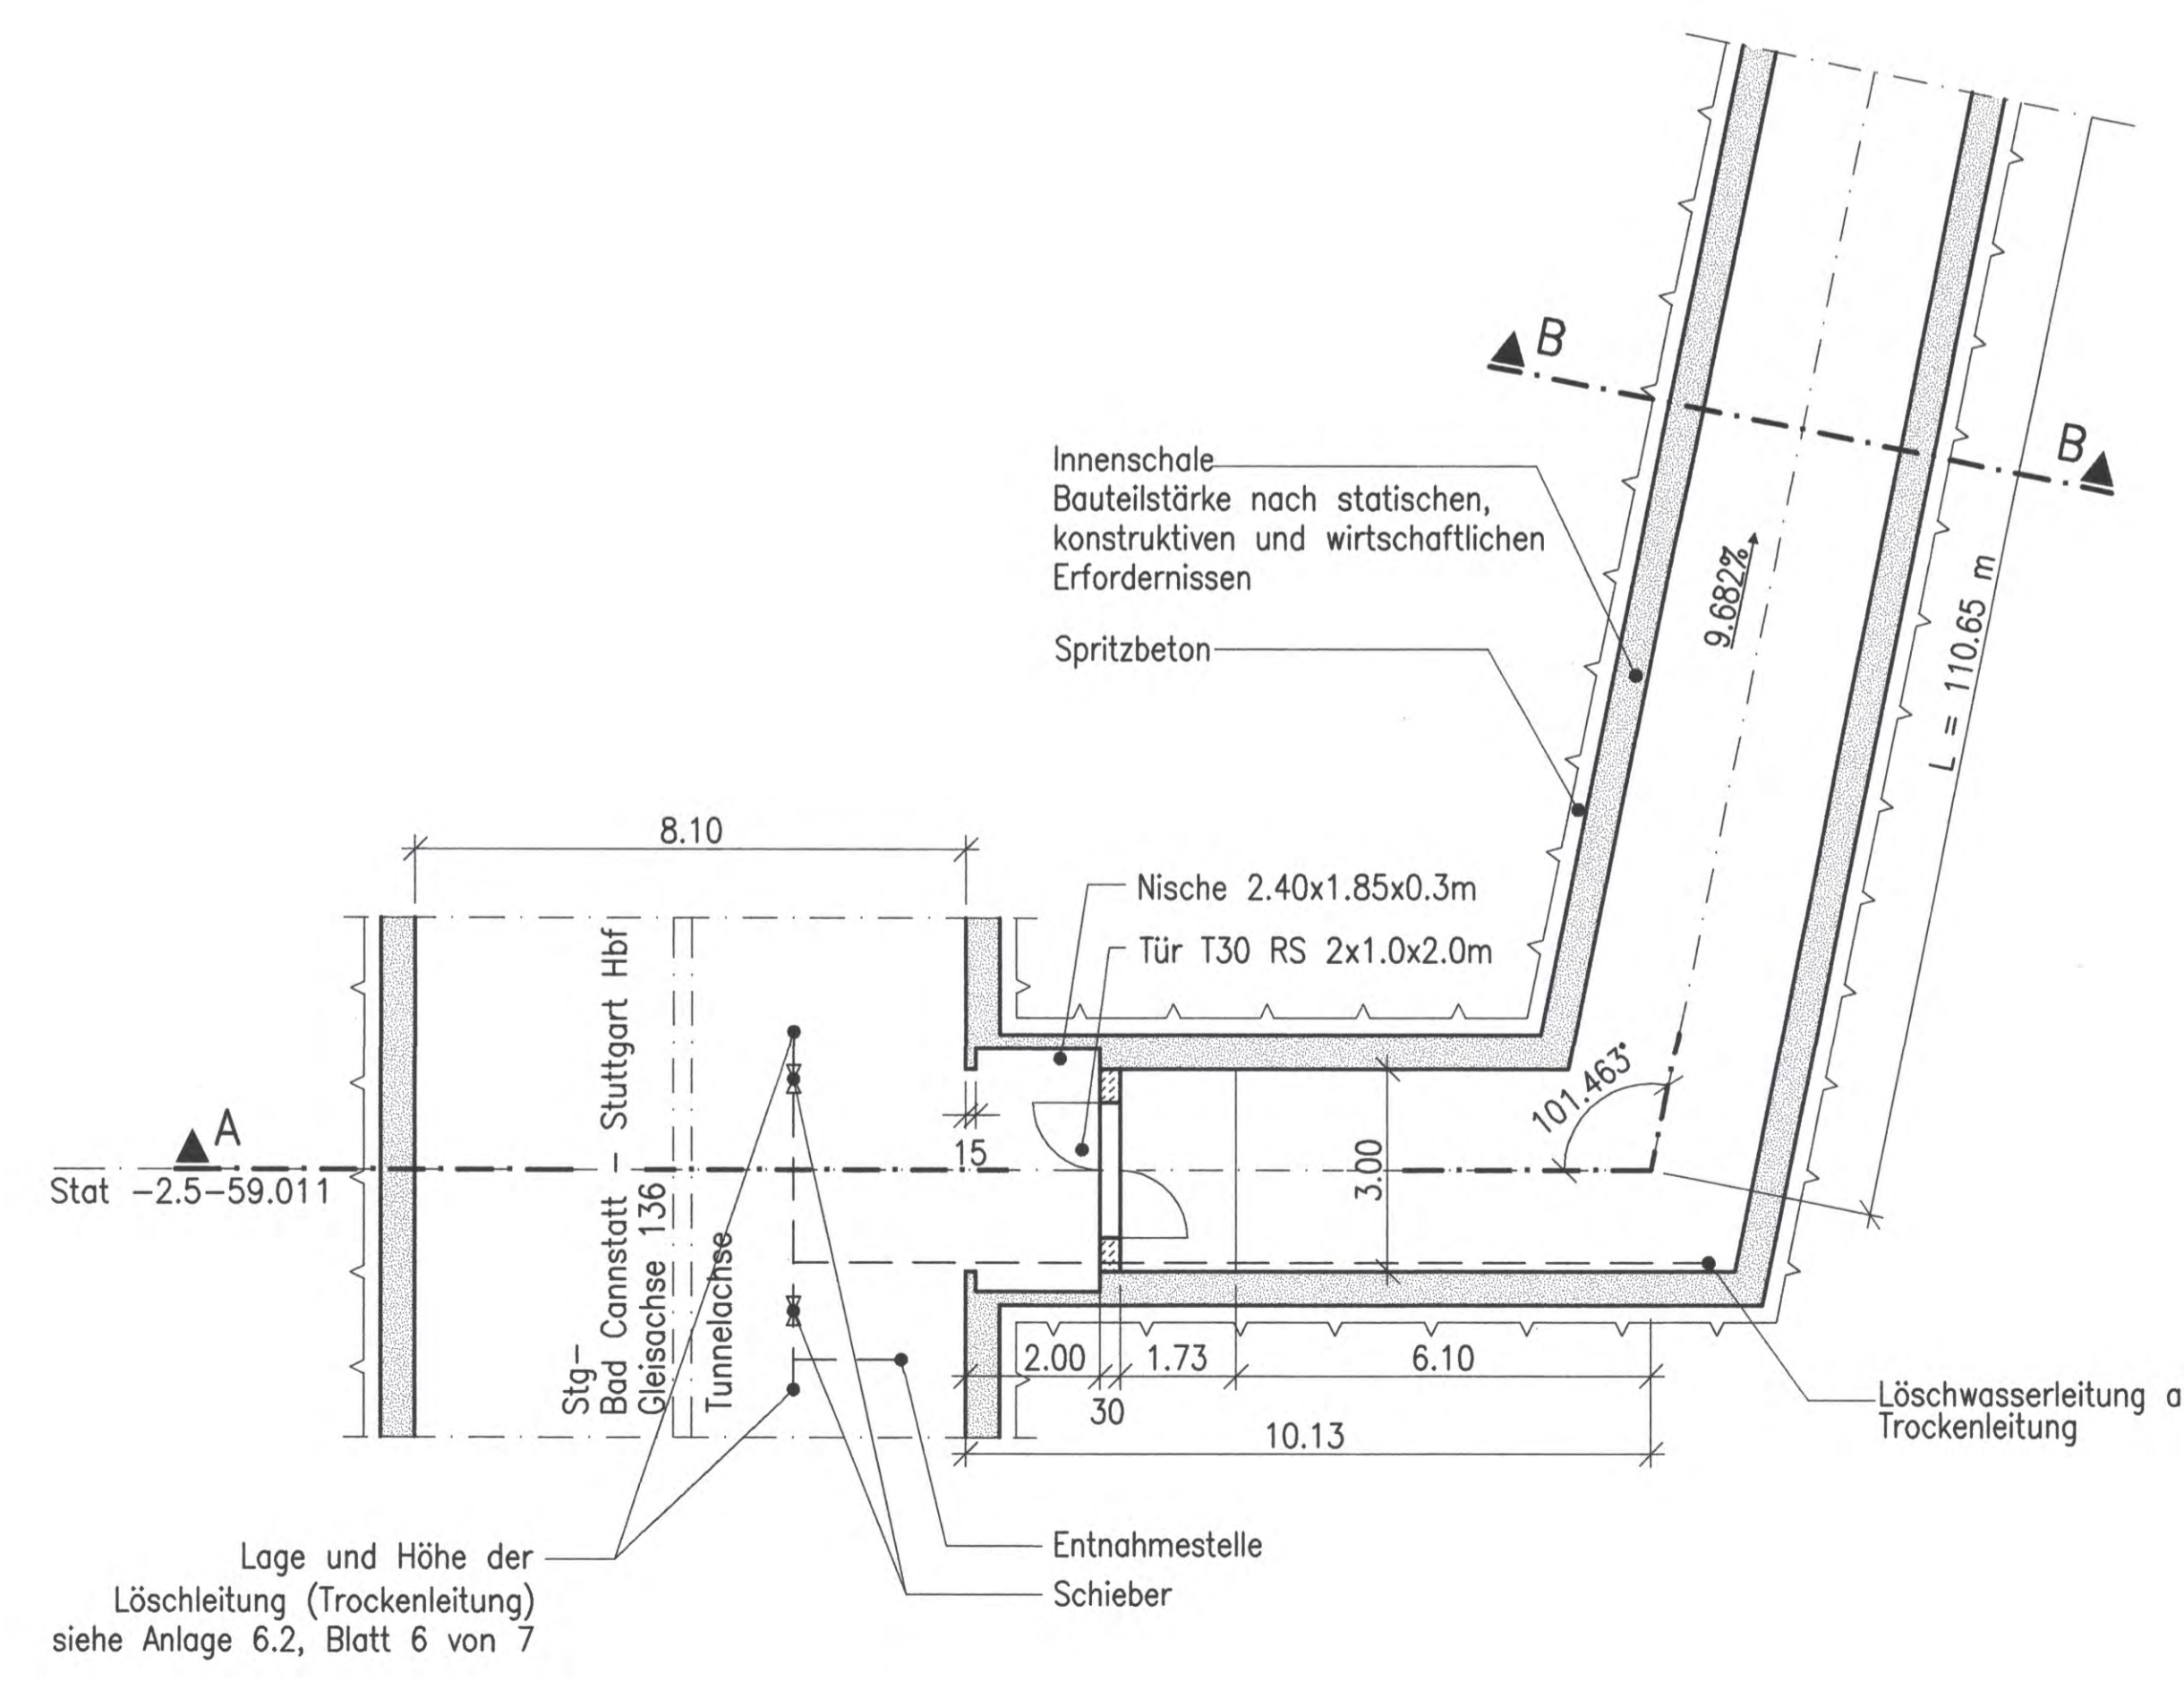 B
B
Innenschale
Bauteilstärke nach statischen,
konstruktiven und wirtschaftlichen
Erfordernissen
Spritzbeton
9.682%
L = 110.65 m
8.10
Nische 2.40x1.85x0.3m
Tür T30 RS 2x1.0x2.0m
Stg-
Bad Cannstatt - Stuttgart Hbf
Gleisachse 136
Tunnelachse
A
Stat -2.5-59.011
15
3.00
101.463°
2.00
1.73
6.10
30
10.13
Löschwasserleitung a
Trockenleitung
Lage und Höhe der
Löschleitung (Trockenleitung)
siehe Anlage 6.2, Blatt 6 von 7
Entnahmestelle
Schieber